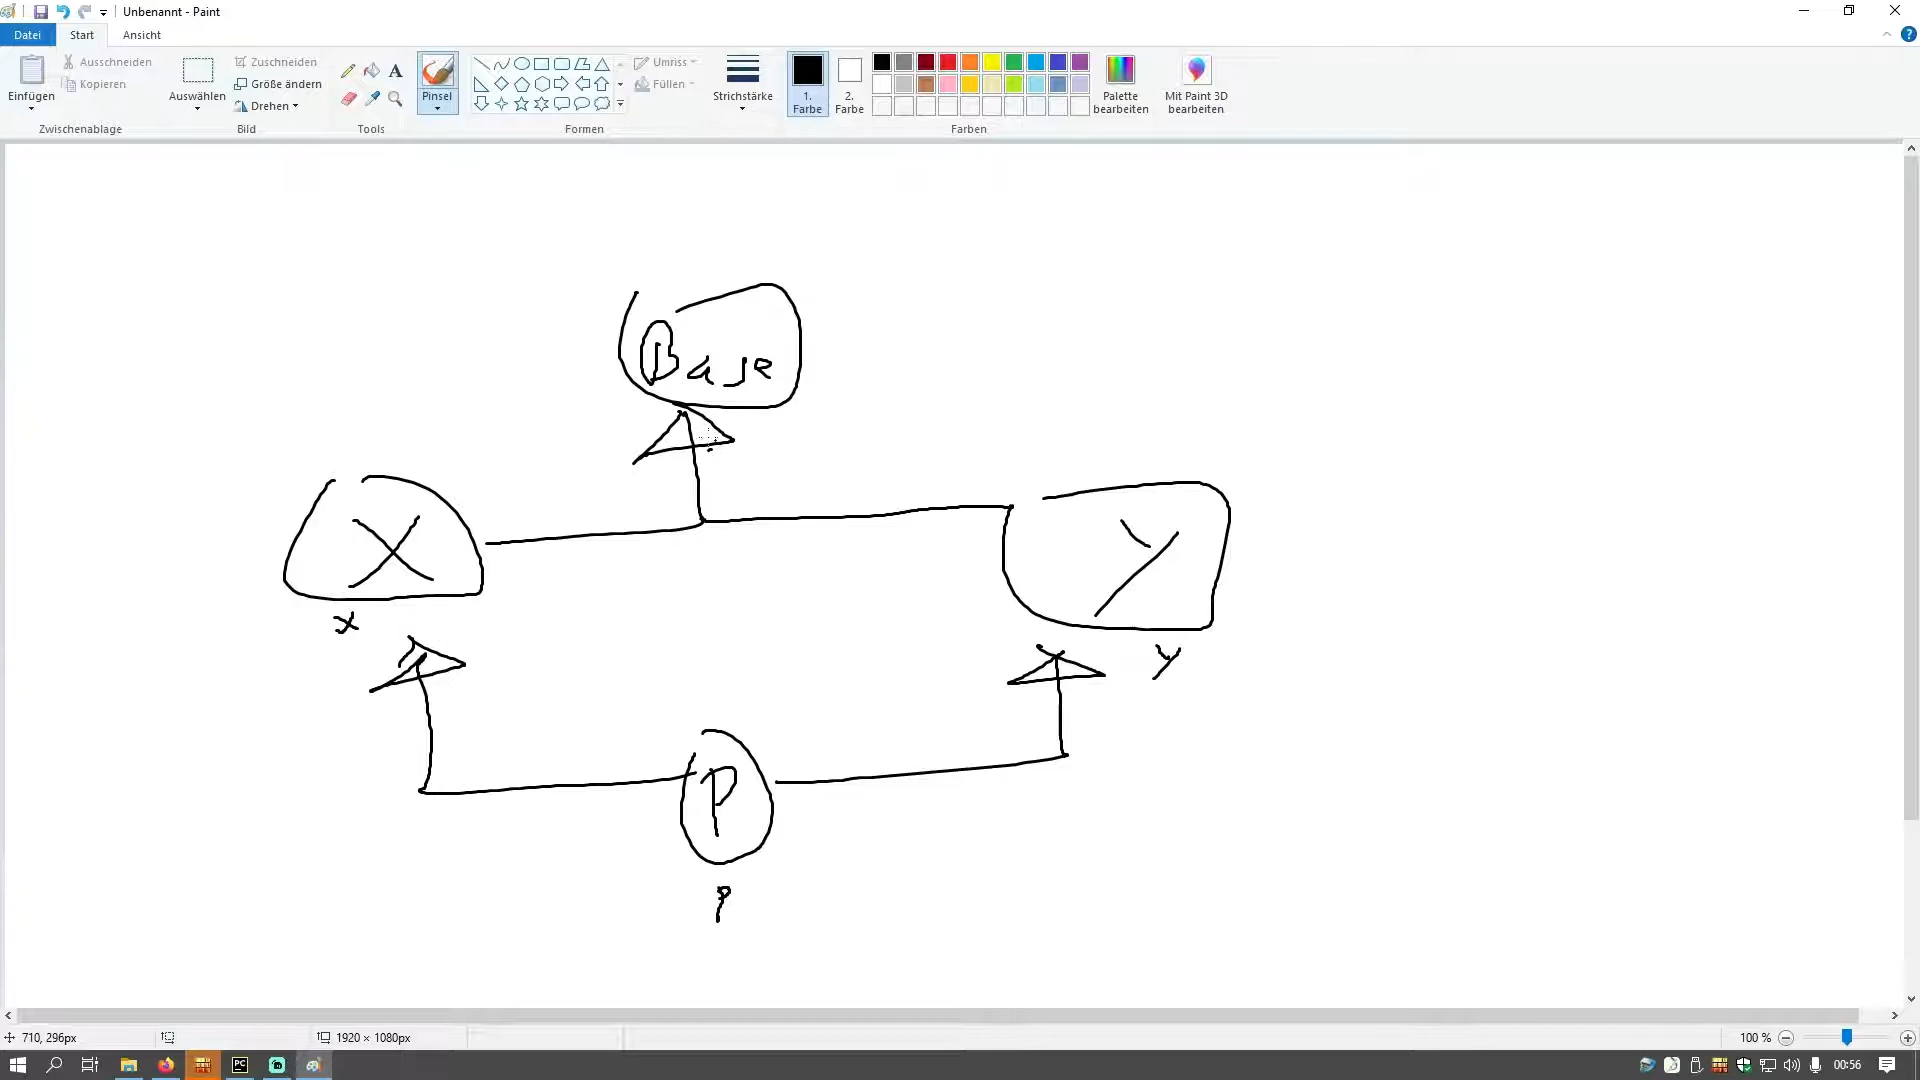 Unbenannt - Paint
Datei Start Ansicht
Einfügen
Ausschneiden
Kopieren
Zwischenablage
Auswählen
Zuschneiden
Größe ändern
Drehen
Bild
Tools
Pinsel
Formen
Umriss
Füllen
Strichstärke
1. Farbe
2. Farbe
Farben
Palette bearbeiten
Mit Paint 3D bearbeiten
Base
X
Y
x
y
P
P
710, 296px
1920 × 1080px
100 %
PC
00:56